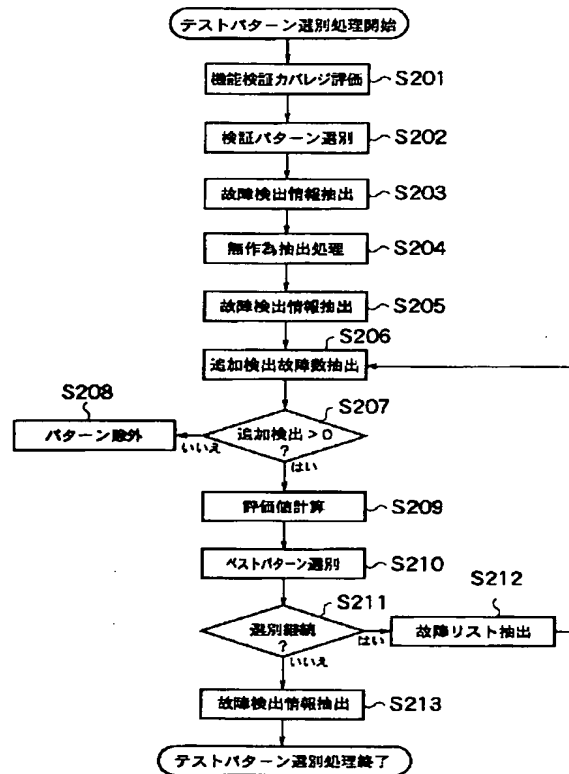 テストパターン選別処理開始
機能検証カバレジ評価
S201
検証パターン選別
S202
故障検出情報抽出
S203
無作為抽出処理
S204
故障検出情報抽出
S205
S206
追加検出故障数抽出
S208
S207
パターン除外
いいえ
追加検出>0
?
はい
評価値計算
S209
ベストパターン選別
S210
S211
S212
選別継続
?
はい
故障リスト抽出
いいえ
故障検出情報抽出
S213
テストパターン選別処理終了